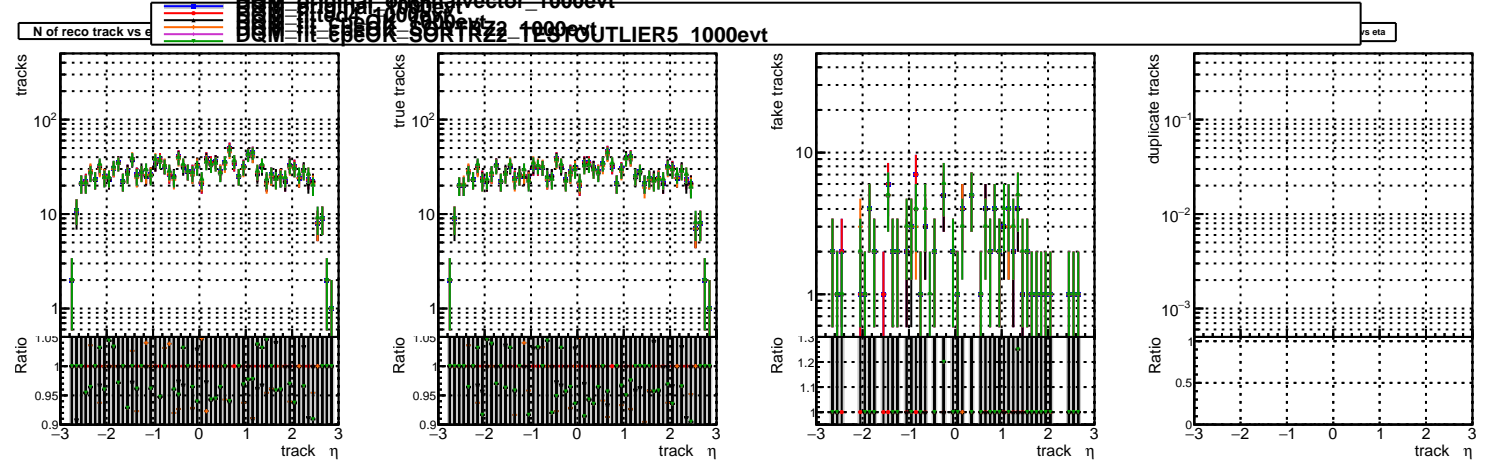 DQM_fit_cpeOK_SORTRZ2_TESTOUTLIER5_1000evt
N of reco track vs e
vs eta
tracks
10²
10
1
Ratio
1.05
1
0.95
0.9
−3 −2 −1 0 1 2 3
track η
true tracks
10²
10
1
Ratio
1.05
1
0.95
0.9
−3 −2 −1 0 1 2 3
track η
fake tracks
10
1
Ratio
1.3
1.2
1.1
1
−3 −2 −1 0 1 2 3
track η
duplicate tracks
10⁻¹
10⁻²
10⁻³
Ratio
1
0.5
0
−3 −2 −1 0 1 2 3
track η